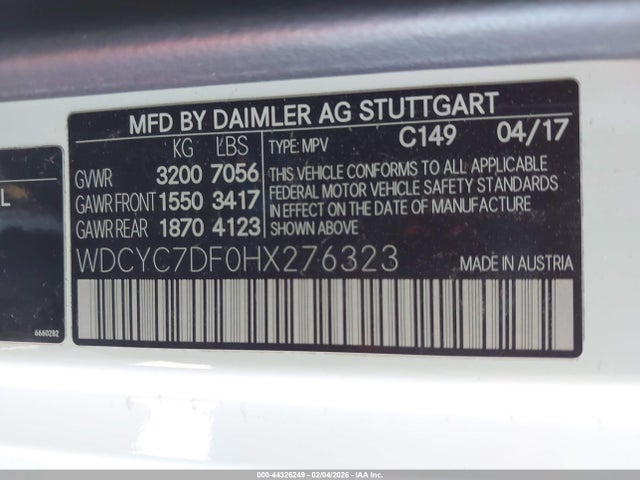 MFD BY DAIMLER AG STUTTGART
KG LBS TYPE: MPV C149 04/17
GVWR 3200 7056
GAWR FRONT 1550 3417
GAWR REAR 1870 4123
THIS VEHICLE CONFORMS TO ALL APPLICABLE
FEDERAL MOTOR VEHICLE SAFETY STANDARDS
IN EFFECT ON THE DATE OF MANUFACTURE
SHOWN ABOVE
WDCYC7DF0HX276323 MADE IN AUSTRIA
L
6660282
000-44326249 - 02/04/2026 - IAA Inc.